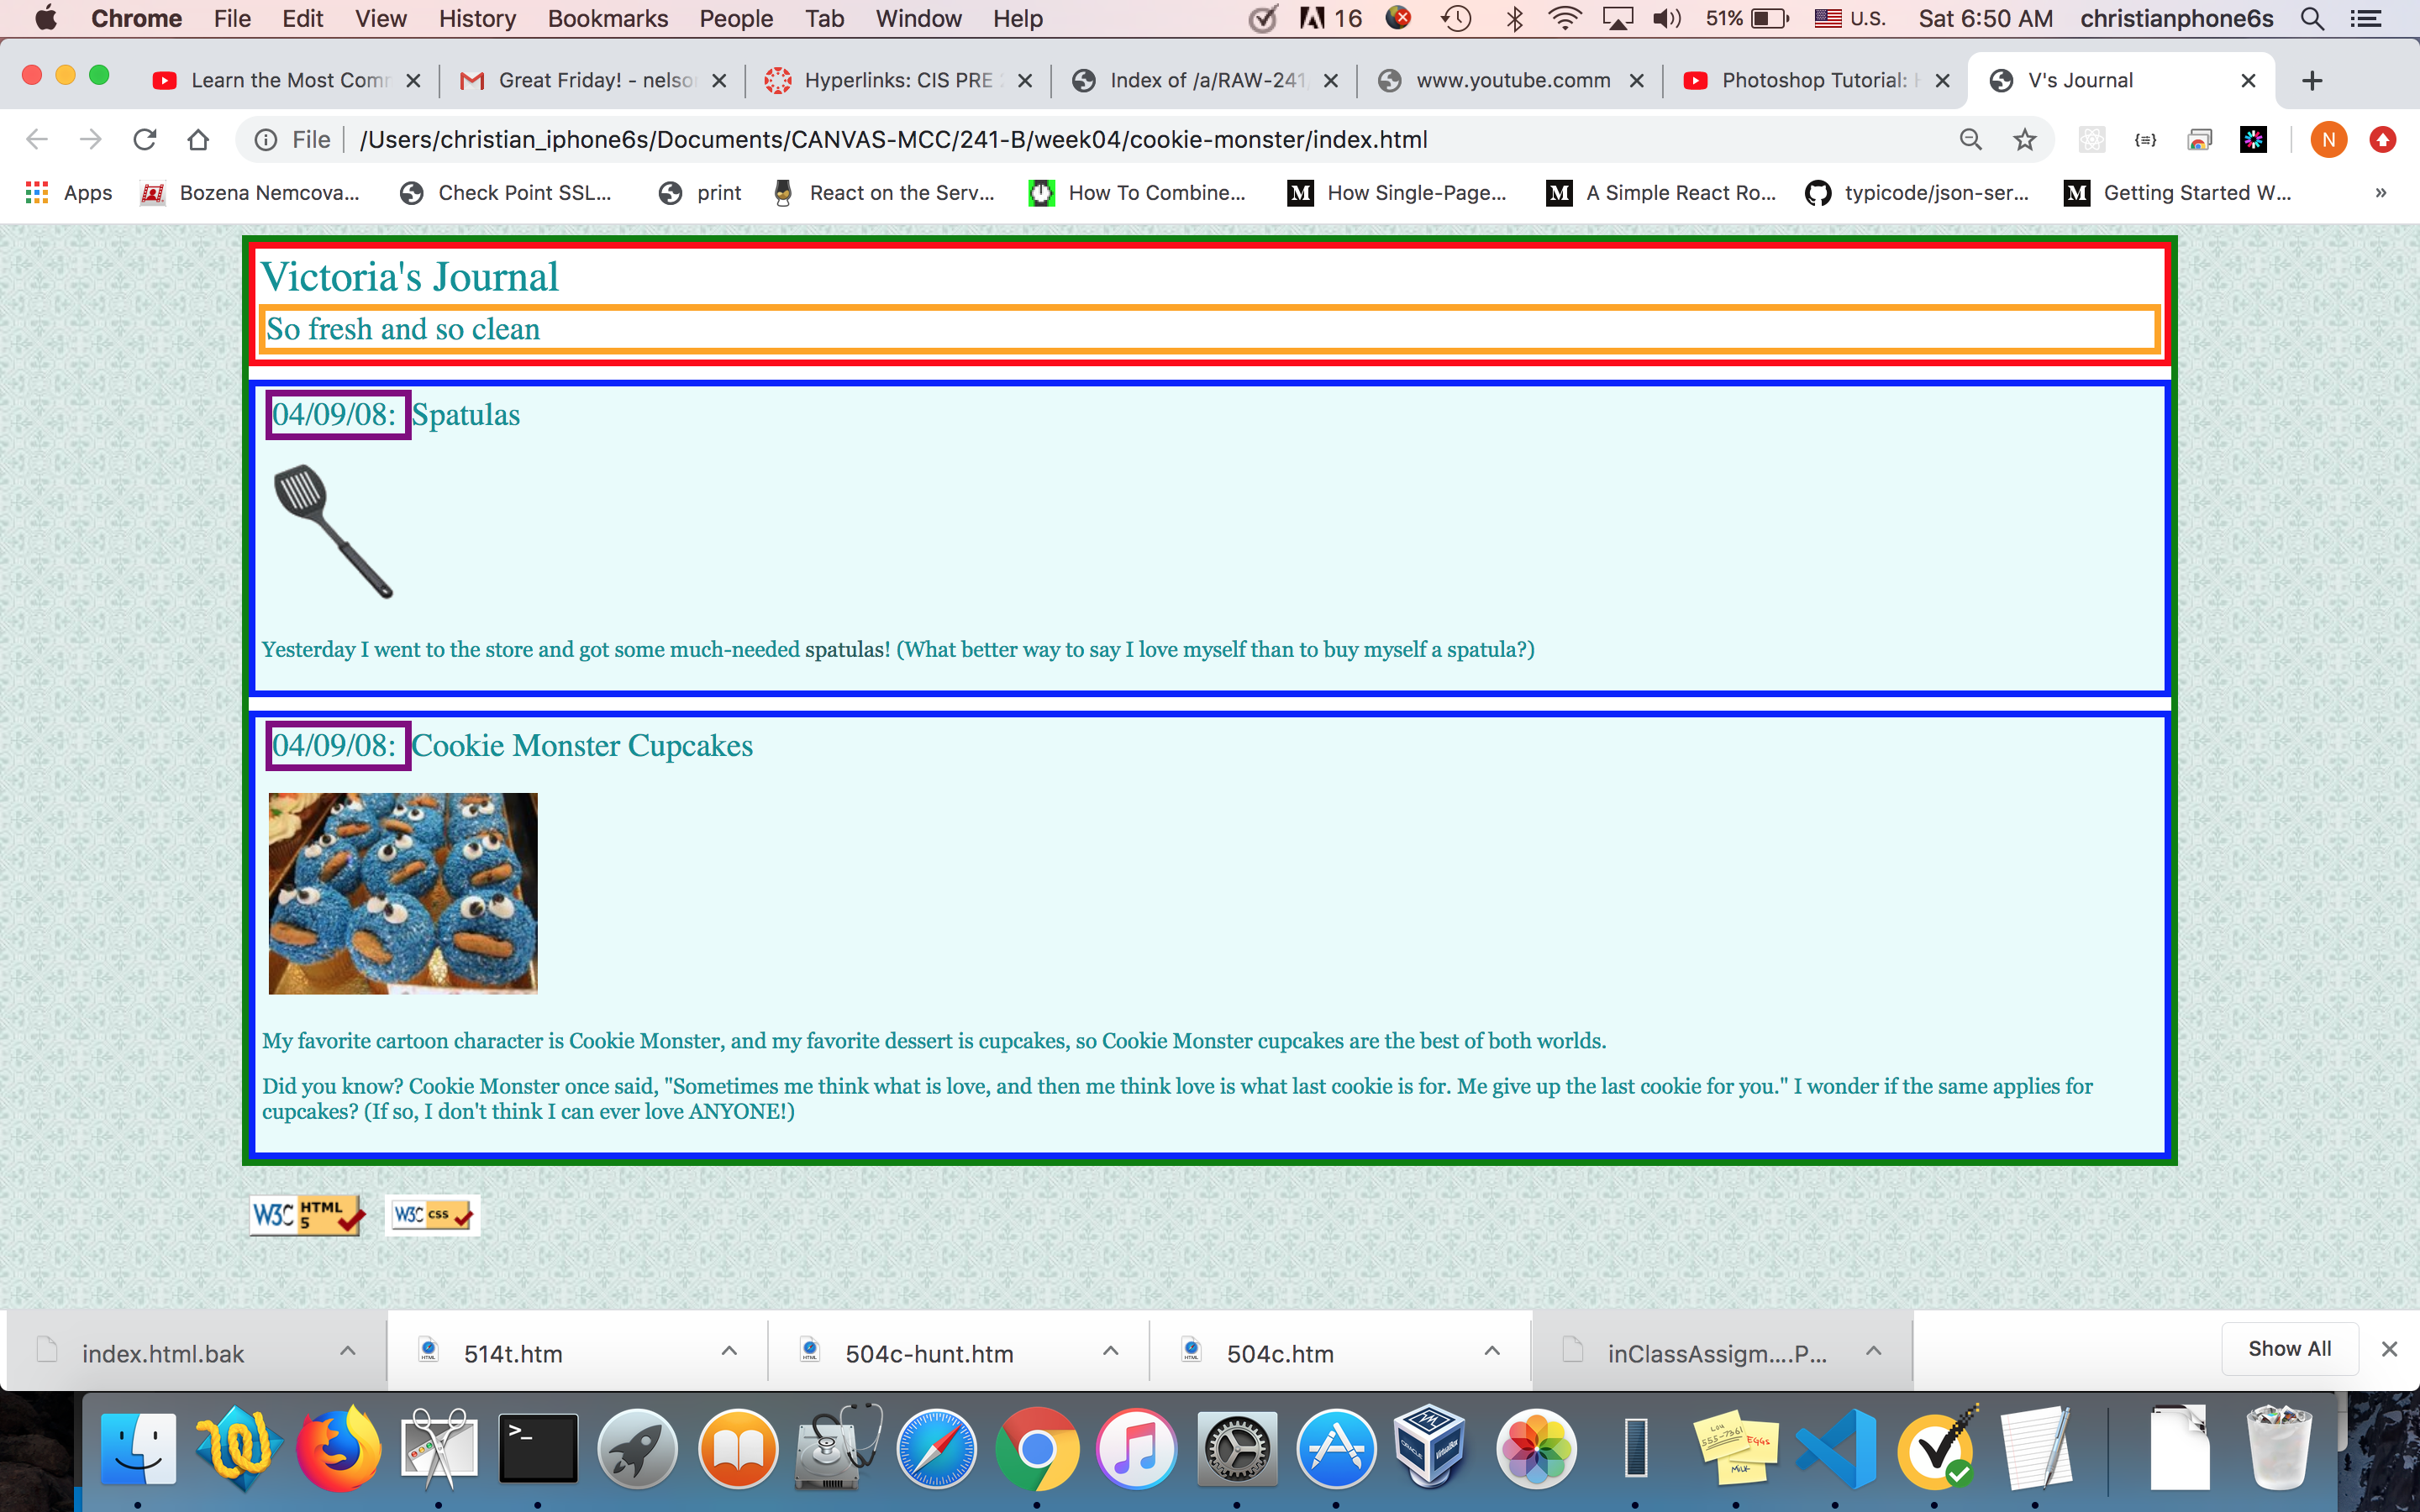 Chrome File Edit View History Bookmarks People Tab Window Help 16 51% U.S. Sat 6:50 AM christianphone6s
Learn the Most Com Great Friday! - nelso Hyperlinks: CIS PRE Index of /a/RAW-241 www.youtube.comm Photoshop Tutorial: V's Journal
File /Users/christian_iphone6s/Documents/CANVAS-MCC/241-B/week04/cookie-monster/index.html N
Apps Bozena Nemcova... Check Point SSL... print React on the Serv... How To Combine... M How Single-Page... M A Simple React Ro... typicode/json-ser... M Getting Started W... »
Victoria's Journal
So fresh and so clean
04/09/08: Spatulas
Yesterday I went to the store and got some much-needed spatulas! (What better way to say I love myself than to buy myself a spatula?)
04/09/08: Cookie Monster Cupcakes
My favorite cartoon character is Cookie Monster, and my favorite dessert is cupcakes, so Cookie Monster cupcakes are the best of both worlds.
Did you know? Cookie Monster once said, "Sometimes me think what is love, and then me think love is what last cookie is for. Me give up the last cookie for you." I wonder if the same applies for
cupcakes? (If so, I don't think I can ever love ANYONE!)
W3C HTML 5 W3C css
index.html.bak 514t.htm 504c-hunt.htm 504c.htm inClassAssigm....P... Show All